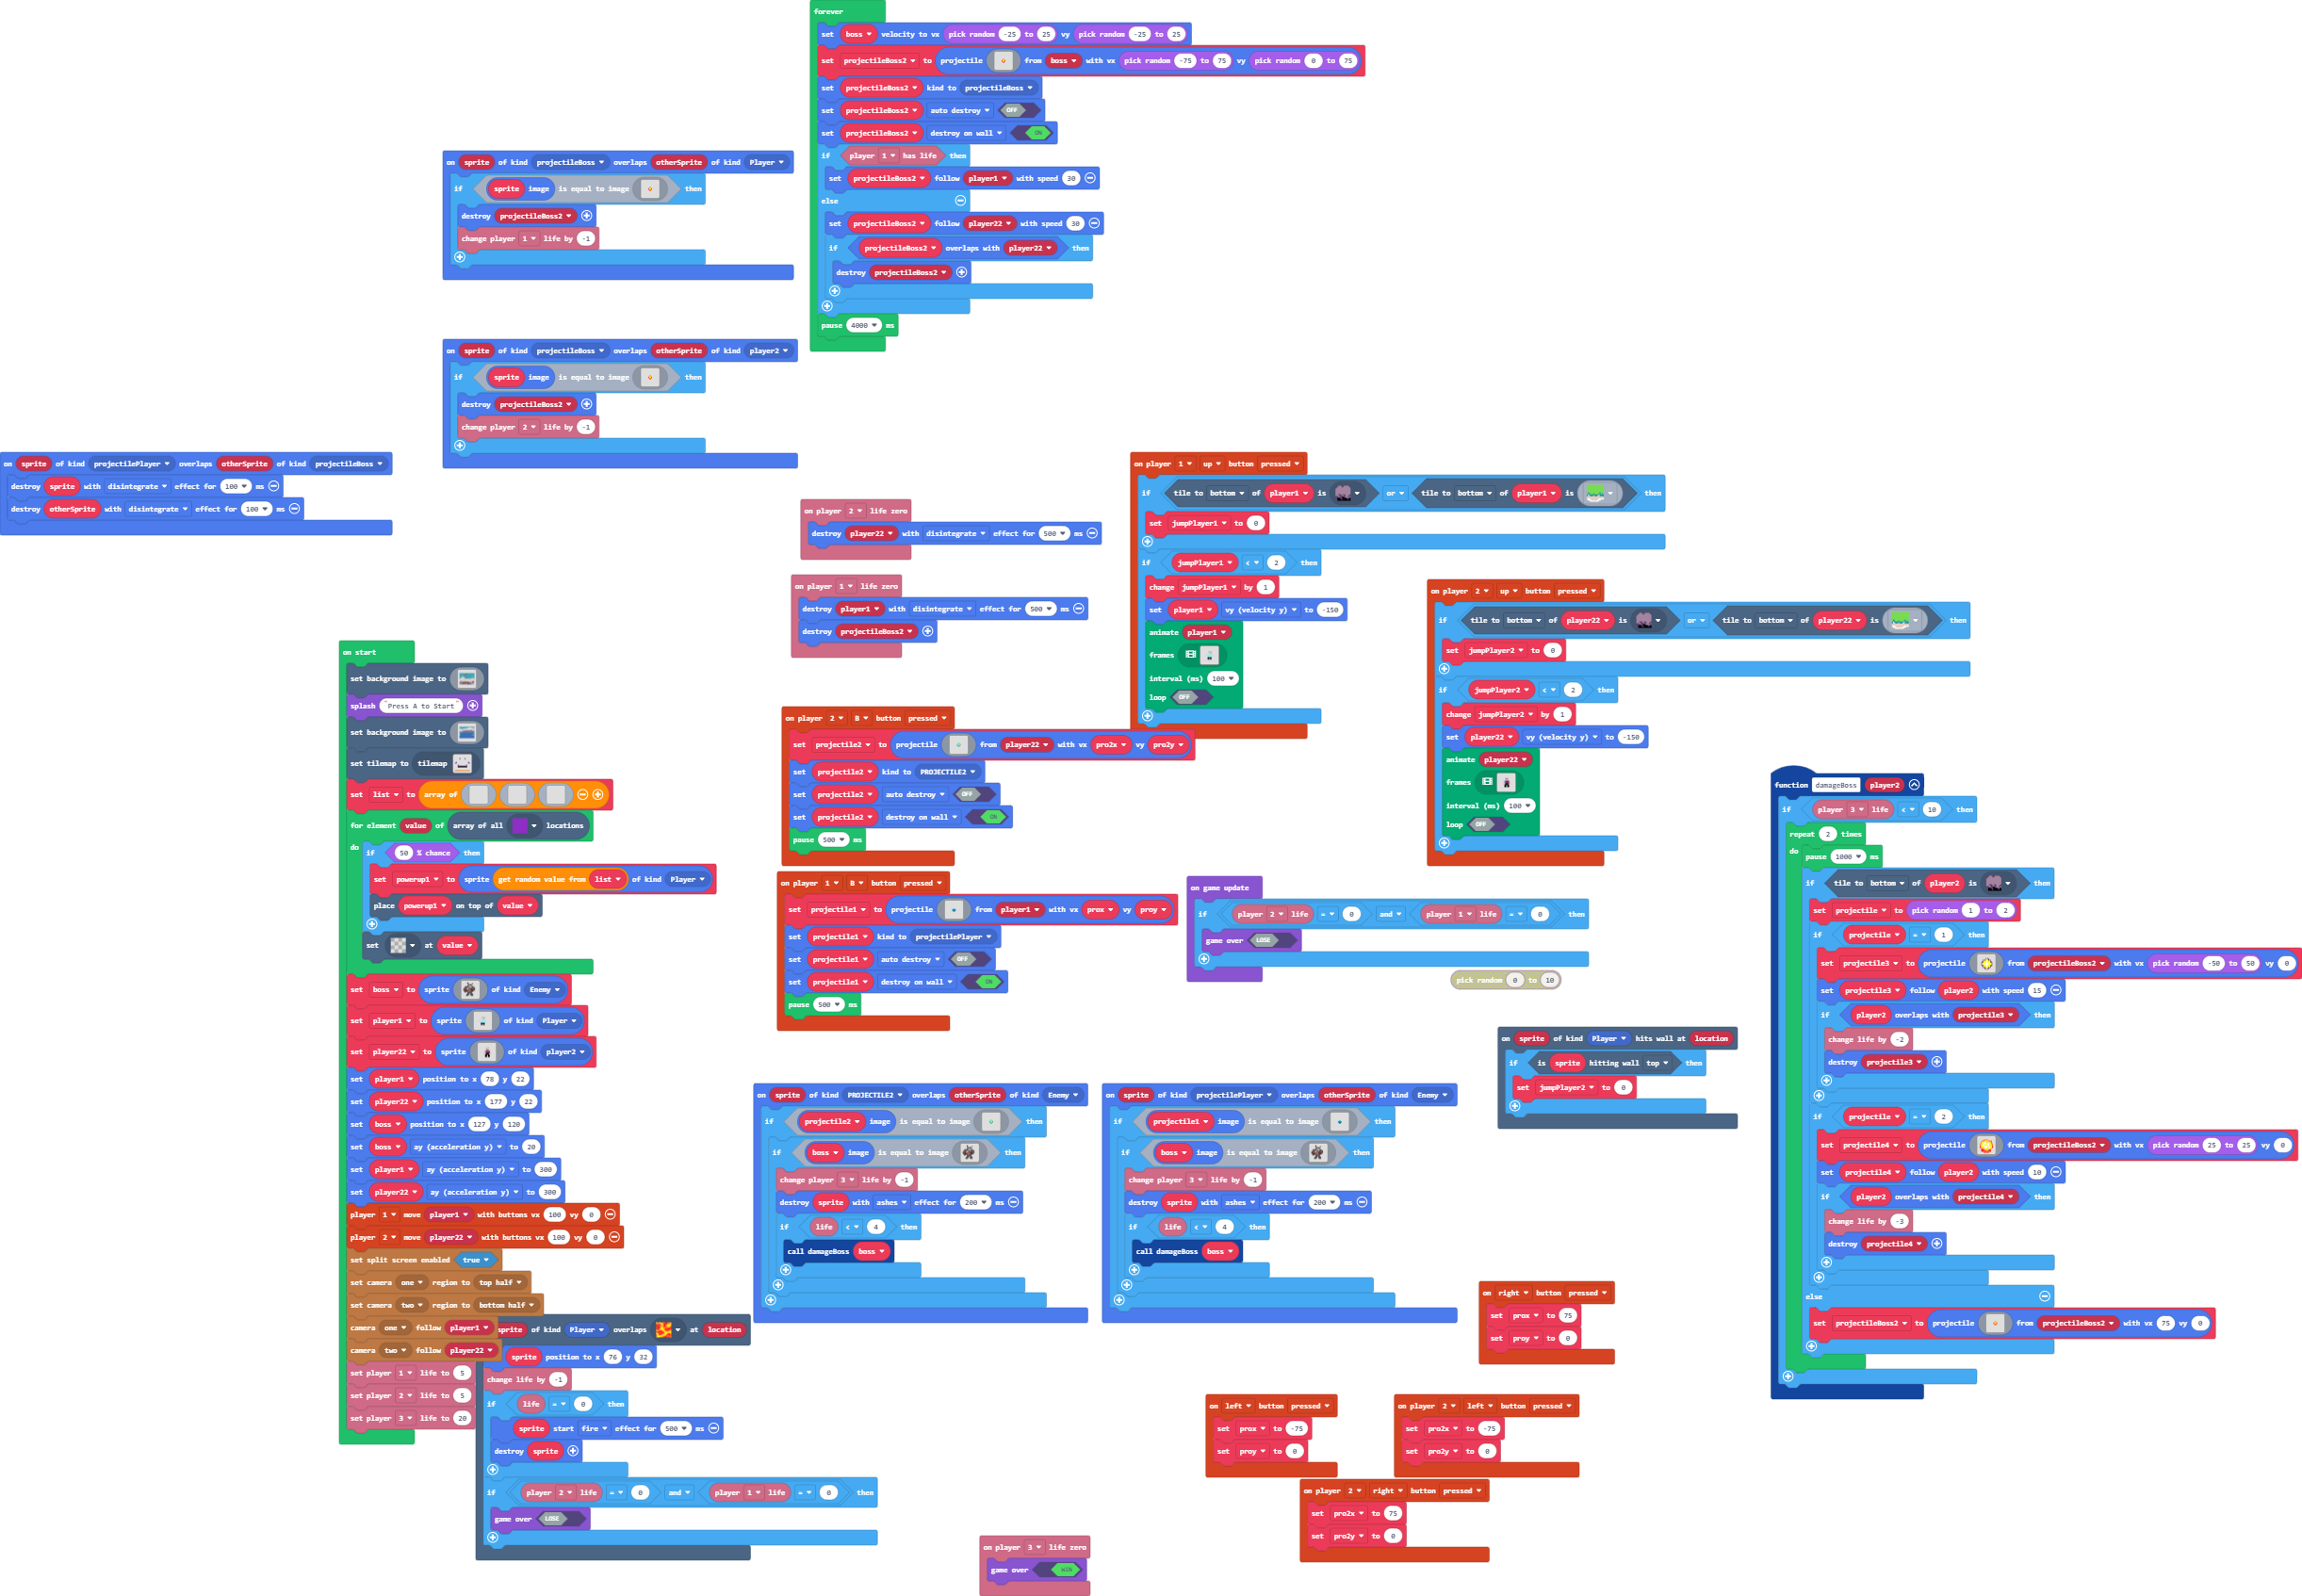 forever
set boss velocity to vx pick random -25 to 25 vy pick random -25 to 25
set projectileBoss2 to projectile from boss with vx pick random -75 to 75 vy pick random 0 to 75
set projectileBoss2 kind to projectileBoss
set projectileBoss2 auto destroy OFF
set projectileBoss2 destroy on wall ON
if player 1 has life then
set projectileBoss2 follow player1 with speed 30
else
set projectileBoss2 follow player22 with speed 30
if projectileBoss2 overlaps with player22 then
destroy projectileBoss2
pause 4000 ms
on sprite of kind projectileBoss overlaps otherSprite of kind Player
if sprite image is equal to image then
destroy projectileBoss2
change player 1 life by -1
on sprite of kind projectileBoss overlaps otherSprite of kind player2
if sprite image is equal to image then
destroy projectileBoss2
change player 2 life by -1
on sprite of kind projectilePlayer overlaps otherSprite of kind projectileBoss
destroy sprite with disintegrate effect for 100 ms
destroy otherSprite with disintegrate effect for 100 ms
on player 2 life zero
destroy player22 with disintegrate effect for 500 ms
on player 1 life zero
destroy player1 with disintegrate effect for 500 ms
destroy projectileBoss2
on player 1 up button pressed
if tile to bottom of player1 is or tile to bottom of player1 is then
set jumpPlayer1 to 0
if jumpPlayer1 < 2 then
change jumpPlayer1 by 1
set player1 vy (velocity y) to -150
animate player1
frames
interval (ms) 100
loop OFF
on player 2 up button pressed
if tile to bottom of player22 is or tile to bottom of player22 is then
set jumpPlayer2 to 0
if jumpPlayer2 < 2 then
change jumpPlayer2 by 1
set player22 vy (velocity y) to -150
animate player22
frames
interval (ms) 100
loop OFF
on start
set background image to
splash "Press A to Start"
set background image to
set tilemap to tilemap
set list to array of
for element value of array of all locations
do if 50 % chance then
set powerup1 to sprite get random value from list of kind Player
place powerup1 on top of value
set at value
set boss to sprite of kind Enemy
set player1 to sprite of kind Player
set player22 to sprite of kind player2
set player1 position to x 78 y 22
set player22 position to x 177 y 22
set boss position to x 127 y 120
set boss ay (acceleration y) to 20
set player1 ay (acceleration y) to 300
set player22 ay (acceleration y) to 300
player 1 move player1 with buttons vx 100 vy 0
player 2 move player22 with buttons vx 100 vy 0
set split screen enabled true
set camera one region to top half
set camera two region to bottom half
camera one follow player1
camera two follow player22
set player 1 life to 5
set player 2 life to 5
set player 3 life to 20
on player 2 B button pressed
set projectile2 to projectile from player22 with vx pro2x vy pro2y
set projectile2 kind to PROJECTILE2
set projectile2 auto destroy OFF
set projectile2 destroy on wall ON
pause 500 ms
on player 1 B button pressed
set projectile1 to projectile from player1 with vx prox vy proy
set projectile1 kind to projectilePlayer
set projectile1 auto destroy OFF
set projectile1 destroy on wall ON
pause 500 ms
on game update
if player 2 life = 0 and player 1 life = 0 then
game over LOSE
pick random 0 to 10
on sprite of kind Player hits wall at location
if is sprite hitting wall top then
set jumpPlayer2 to 0
function damageBoss player2
if player 3 life < 10 then
repeat 2 times
do pause 1000 ms
if tile to bottom of player2 is then
set projectile to pick random 1 to 2
if projectile = 1 then
set projectile3 to projectile from projectileBoss2 with vx pick random -50 to 50 vy 0
set projectile3 follow player2 with speed 15
if player2 overlaps with projectile3 then
change life by -2
destroy projectile3
if projectile = 2 then
set projectile4 to projectile from projectileBoss2 with vx pick random 25 to 25 vy 0
set projectile4 follow player2 with speed 10
if player2 overlaps with projectile4 then
change life by -3
destroy projectile4
else
set projectileBoss2 to projectile from projectileBoss2 with vx 75 vy 0
on sprite of kind PROJECTILE2 overlaps otherSprite of kind Enemy
if projectile2 image is equal to image then
if boss image is equal to image then
change player 3 life by -1
destroy sprite with ashes effect for 200 ms
if life < 4 then
call damageBoss boss
on sprite of kind projectilePlayer overlaps otherSprite of kind Enemy
if projectile1 image is equal to image then
if boss image is equal to image then
change player 3 life by -1
destroy sprite with ashes effect for 200 ms
if life < 4 then
call damageBoss boss
sprite of kind Player overlaps at location
sprite position to x 76 y 32
change life by -1
if life = 0 then
sprite start fire effect for 500 ms
destroy sprite
if player 2 life = 0 and player 1 life = 0 then
game over LOSE
on right button pressed
set prox to 75
set proy to 0
on left button pressed
set prox to -75
set proy to 0
on player 2 left button pressed
set pro2x to -75
set pro2y to 0
on player 2 right button pressed
set pro2x to 75
set pro2y to 0
on player 3 life zero
game over WIN